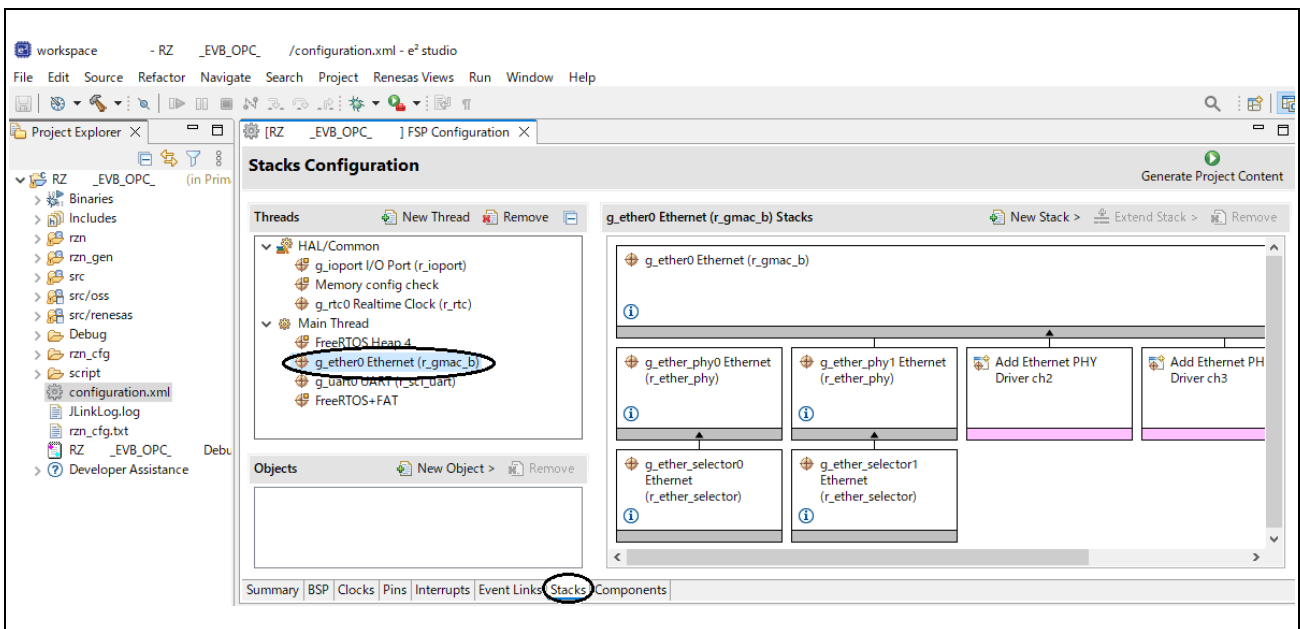 workspace - RZ _EVB_OPC_ /configuration.xml - e² studio
File Edit Source Refactor Navigate Search Project Renesas Views Run Window Help
Project Explorer
RZ _EVB_OPC_ (in Prim
Binaries
Includes
rzn
rzn_gen
src
src/oss
src/renesas
Debug
rzn_cfg
script
configuration.xml
JLinkLog.log
rzn_cfg.txt
RZ _EVB_OPC_ Debu
Developer Assistance
[RZ _EVB_OPC_ ] FSP Configuration
Stacks Configuration
Generate Project Content
Threads New Thread Remove
HAL/Common
g_ioport I/O Port (r_ioport)
Memory config check
g_rtc0 Realtime Clock (r_rtc)
Main Thread
FreeRTOS Heap 4
g_ether0 Ethernet (r_gmac_b)
g_uart0 UART (r_sci_uart)
FreeRTOS+FAT
Objects New Object > Remove
g_ether0 Ethernet (r_gmac_b) Stacks New Stack > Extend Stack > Remove
g_ether0 Ethernet (r_gmac_b)
g_ether_phy0 Ethernet
(r_ether_phy)
g_ether_phy1 Ethernet
(r_ether_phy)
Add Ethernet PHY
Driver ch2
Add Ethernet PH
Driver ch3
g_ether_selector0
Ethernet
(r_ether_selector)
g_ether_selector1
Ethernet
(r_ether_selector)
Summary BSP Clocks Pins Interrupts Event Links Stacks Components